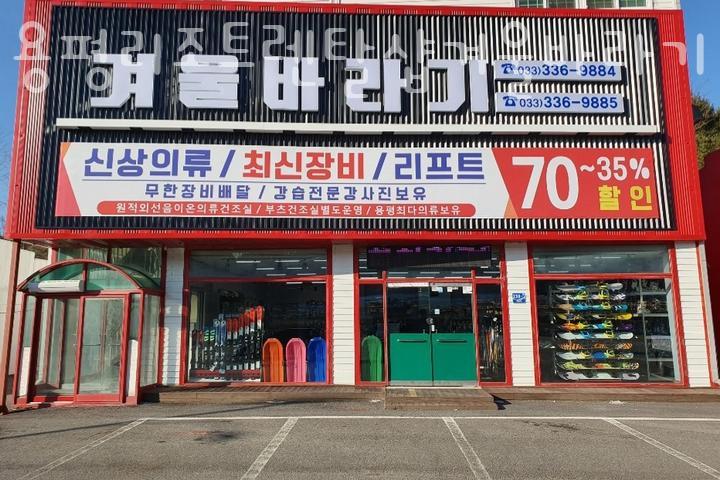 용평리조트렌탈샵겨울바라기
겨울바라기
☎033)336-9884
☎033)336-9885
신상의류 / 최신장비 / 리프트
70~35% 할인
무한장비배달 / 강습전문강사진보유
원적외선음이온의류건조실 / 부츠건조실별도운영 / 용평최다의류보유